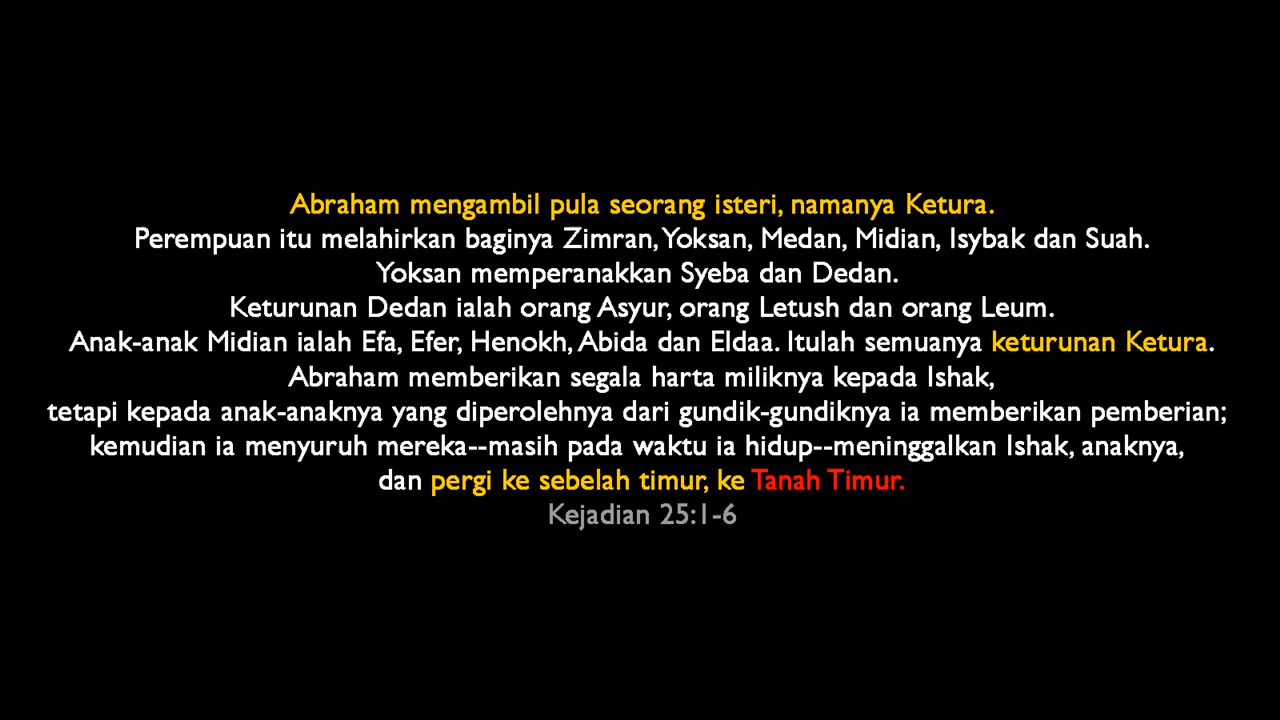 Abraham mengambil pula seorang isteri, namanya Ketura.
Perempuan itu melahirkan baginya Zimran, Yoksan, Medan, Midian, Isybak dan Suah.
Yoksan memperanakkan Syeba dan Dedan.
Keturunan Dedan ialah orang Asyur, orang Letush dan orang Leum.
Anak-anak Midian ialah Efa, Efer, Henokh, Abida dan Eldaa. Itulah semuanya keturunan Ketura.
Abraham memberikan segala harta miliknya kepada Ishak,
tetapi kepada anak-anaknya yang diperolehnya dari gundik-gundiknya ia memberikan pemberian;
kemudian ia menyuruh mereka--masih pada waktu ia hidup--meninggalkan Ishak, anaknya,
dan pergi ke sebelah timur, ke Tanah Timur.
Kejadian 25:1-6